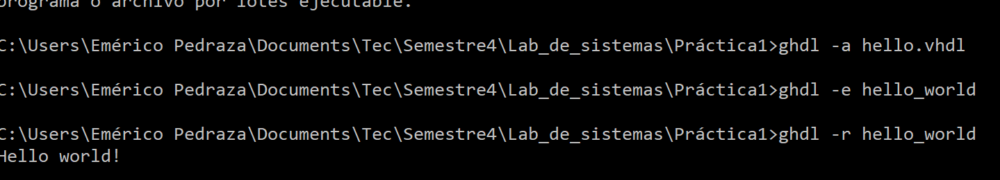 programa o archivo por lotes ejecutable.
C:\Users\Emérico Pedraza\Documents\Tec\Semestre4\Lab_de_sistemas\Práctica1>ghdl -a hello.vhdl
C:\Users\Emérico Pedraza\Documents\Tec\Semestre4\Lab_de_sistemas\Práctica1>ghdl -e hello_world
C:\Users\Emérico Pedraza\Documents\Tec\Semestre4\Lab_de_sistemas\Práctica1>ghdl -r hello_world
Hello world!